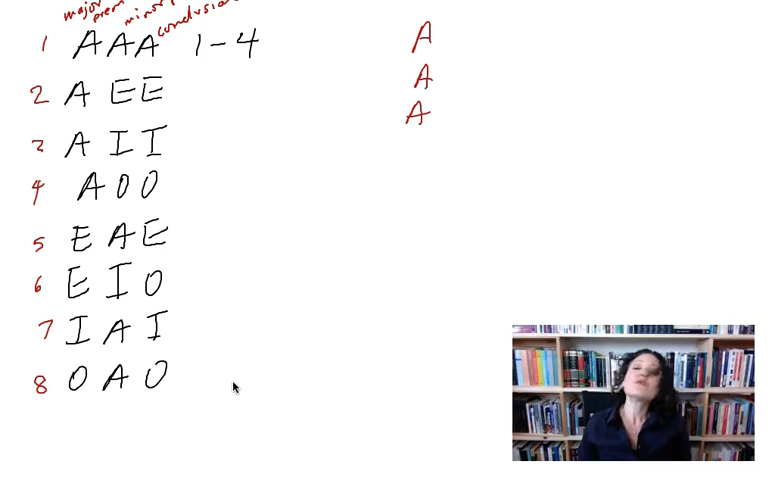 major prem minor conclusion
1 AAA 1-4
2 A EE
3 A I I
4 A O O
5 E A E
6 E I O
7 I A I
8 O A O
A
A
A